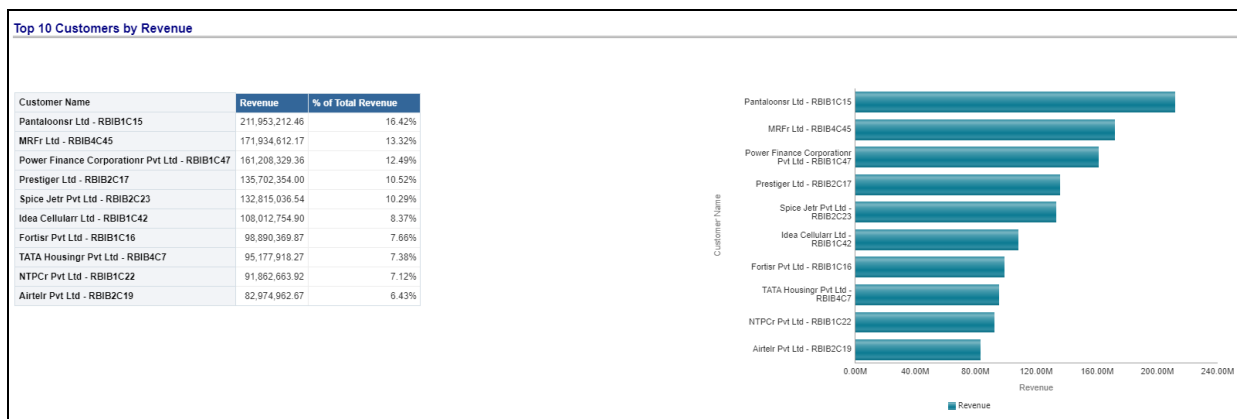 Top 10 Customers by Revenue
Customer Name Revenue % of Total Revenue
Pantaloonsr Ltd - RBIB1C15 211,953,212.46 16.42%
MRFr Ltd - RBIB4C45 171,934,612.17 13.32%
Power Finance Corporationr Pvt Ltd - RBIB1C47 161,208,329.36 12.49%
Prestiger Ltd - RBIB2C17 135,702,354.00 10.52%
Spice Jetr Pvt Ltd - RBIB2C23 132,815,036.54 10.29%
Idea Cellularr Ltd - RBIB1C42 108,012,754.90 8.37%
Fortisr Pvt Ltd - RBIB1C16 98,890,369.87 7.66%
TATA Housingr Pvt Ltd - RBIB4C7 95,177,918.27 7.38%
NTPCr Pvt Ltd - RBIB1C22 91,862,663.92 7.12%
Airtelr Pvt Ltd - RBIB2C19 82,974,962.67 6.43%
Customer Name
Pantaloonsr Ltd - RBIB1C15
MRFr Ltd - RBIB4C45
Power Finance Corporationr
Pvt Ltd - RBIB1C47
Prestiger Ltd - RBIB2C17
Spice Jetr Pvt Ltd -
RBIB2C23
Idea Cellularr Ltd -
RBIB1C42
Fortisr Pvt Ltd - RBIB1C16
TATA Housingr Pvt Ltd -
RBIB4C7
NTPCr Pvt Ltd - RBIB1C22
Airtelr Pvt Ltd - RBIB2C19
0.00M 40.00M 80.00M 120.00M 160.00M 200.00M 240.00M
Revenue
Revenue